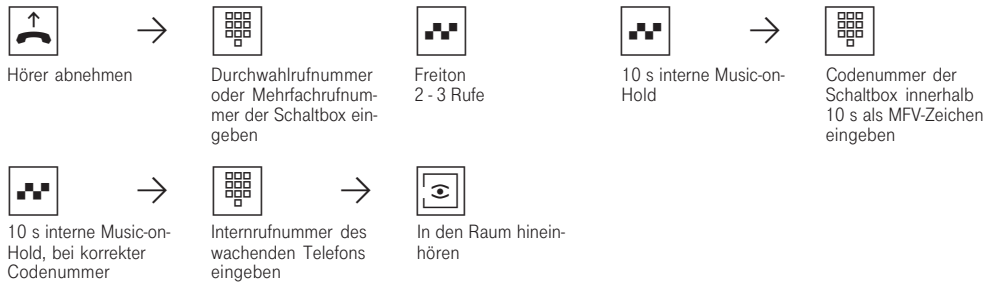 Hörer abnehmen
Durchwahlrufnummer
oder Mehrfachrufnum-
mer der Schaltbox ein-
geben
Freiton
2 - 3 Rufe
10 s interne Music-on-
Hold
Codenummer der
Schaltbox innerhalb
10 s als MFV-Zeichen
eingeben
10 s interne Music-on-
Hold, bei korrekter
Codenummer
Internrufnummer des
wachenden Telefons
eingeben
In den Raum hinein-
hören